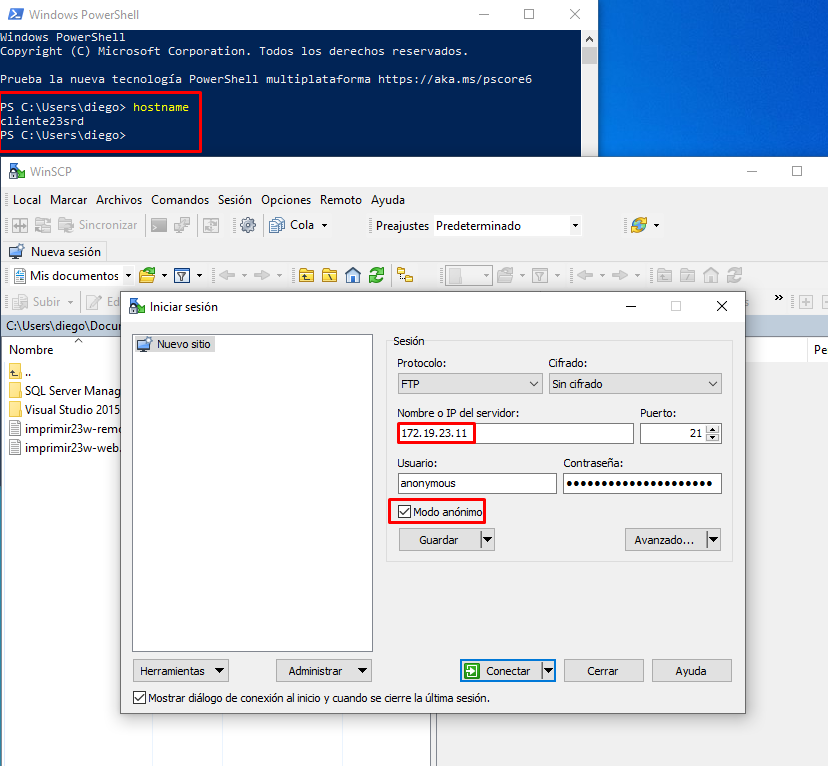 Windows PowerShell
Windows PowerShell
Copyright (C) Microsoft Corporation. Todos los derechos reservados.
Prueba la nueva tecnología PowerShell multiplataforma https://aka.ms/pscore6
PS C:\Users\diego> hostname
cliente23srd
PS C:\Users\diego>
WinSCP
Local Marcar Archivos Comandos Sesión Opciones Remoto Ayuda
Sincronizar Cola Preajustes Predeterminado
Nueva sesión
Mis documentos
Subir Ed s »
C:\Users\diego\Docum
Nombre Pe
..
SQL Server Manag
Visual Studio 2015
imprimir23w-remo
imprimir23w-web.
Iniciar sesión
Nuevo sitio
Sesión
Protocolo: Cifrado:
FTP Sin cifrado
Nombre o IP del servidor: Puerto:
172.19.23.11 21
Usuario: Contraseña:
anonymous ••••••••••••••••••••••
Modo anónimo
Guardar Avanzado...
Herramientas Administrar Conectar Cerrar Ayuda
Mostrar diálogo de conexión al inicio y cuando se cierre la última sesión.